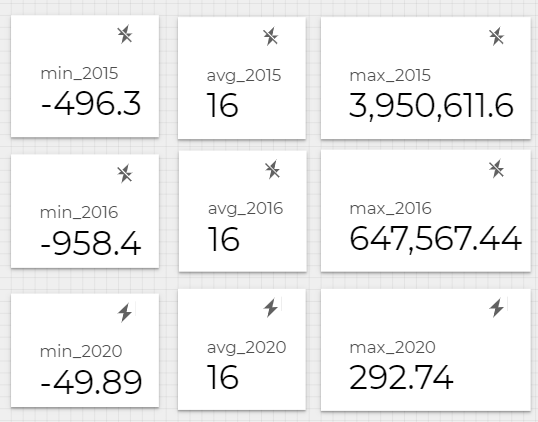 min_2015
-496.3
avg_2015
16
max_2015
3,950,611.6
min_2016
-958.4
avg_2016
16
max_2016
647,567.44
min_2020
-49.89
avg_2020
16
max_2020
292.74